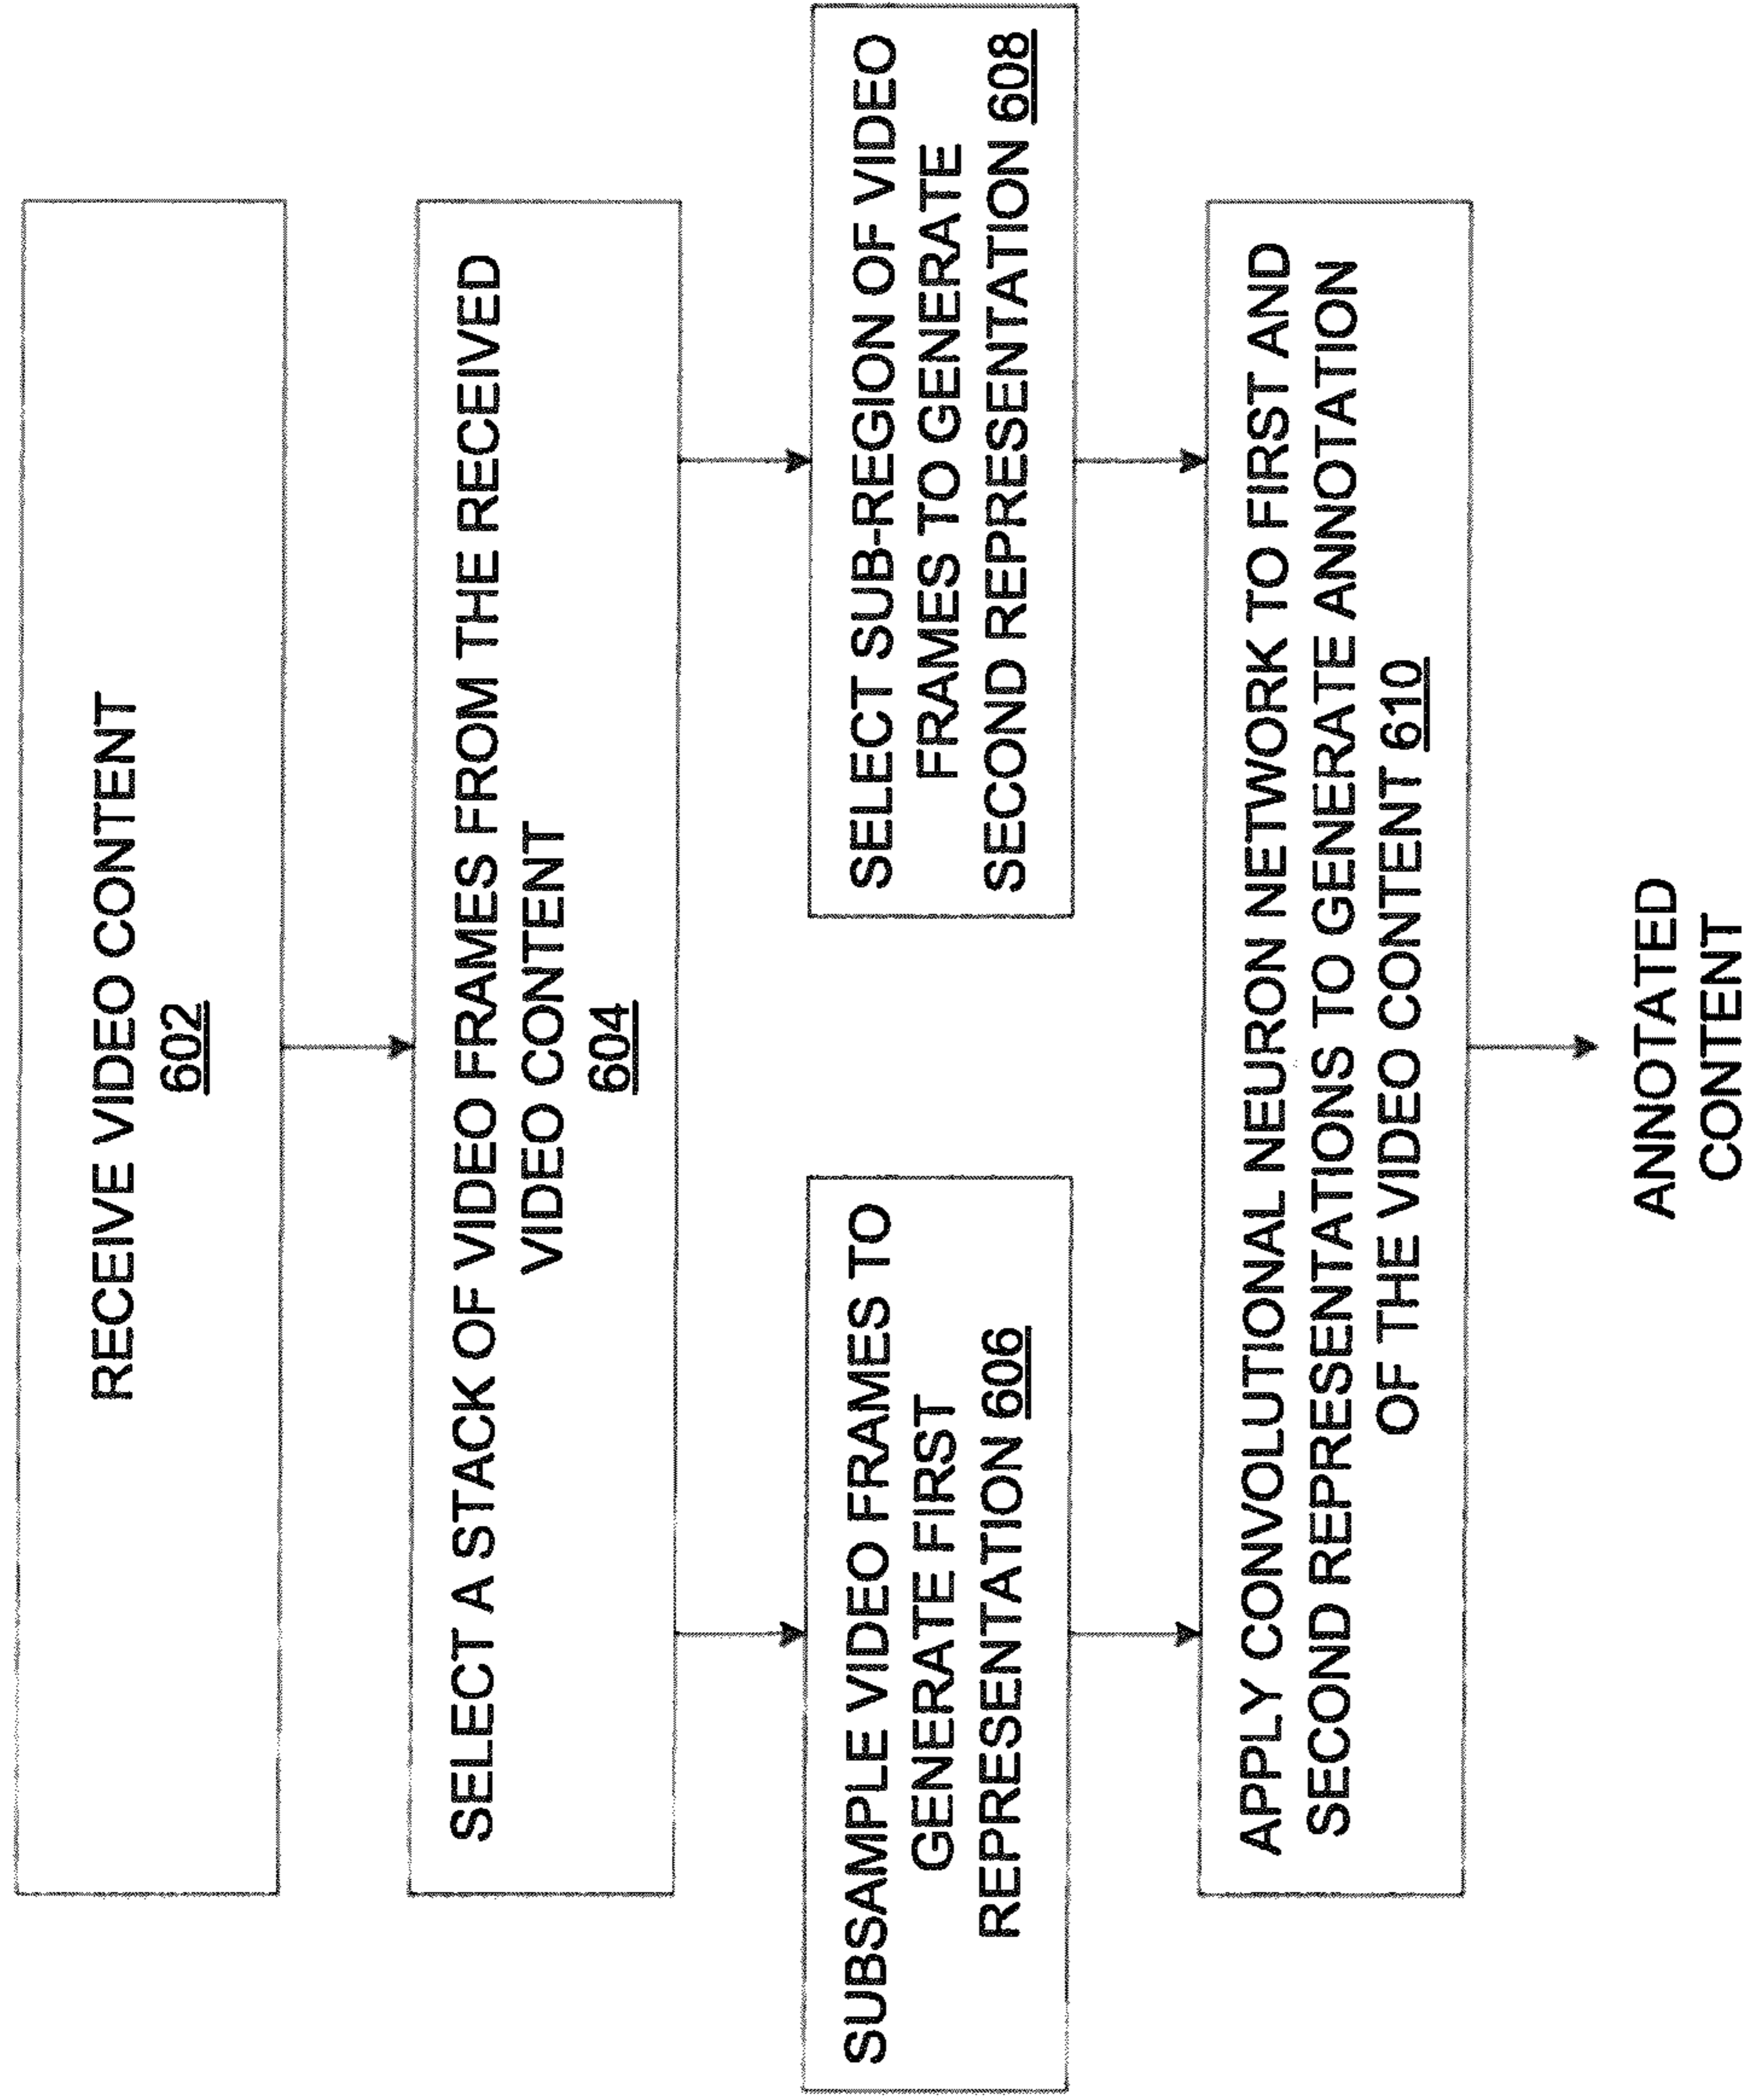 RECEIVE VIDEO CONTENT
602
SELECT A STACK OF VIDEO FRAMES FROM THE RECEIVED
VIDEO CONTENT
604
SUBSAMPLE VIDEO FRAMES TO
GENERATE FIRST
REPRESENTATION 606
SELECT SUB-REGION OF VIDEO
FRAMES TO GENERATE
SECOND REPRESENTATION 608
APPLY CONVOLUTIONAL NEURON NETWORK TO FIRST AND
SECOND REPRESENTATIONS TO GENERATE ANNOTATION
OF THE VIDEO CONTENT 610
ANNOTATED
CONTENT